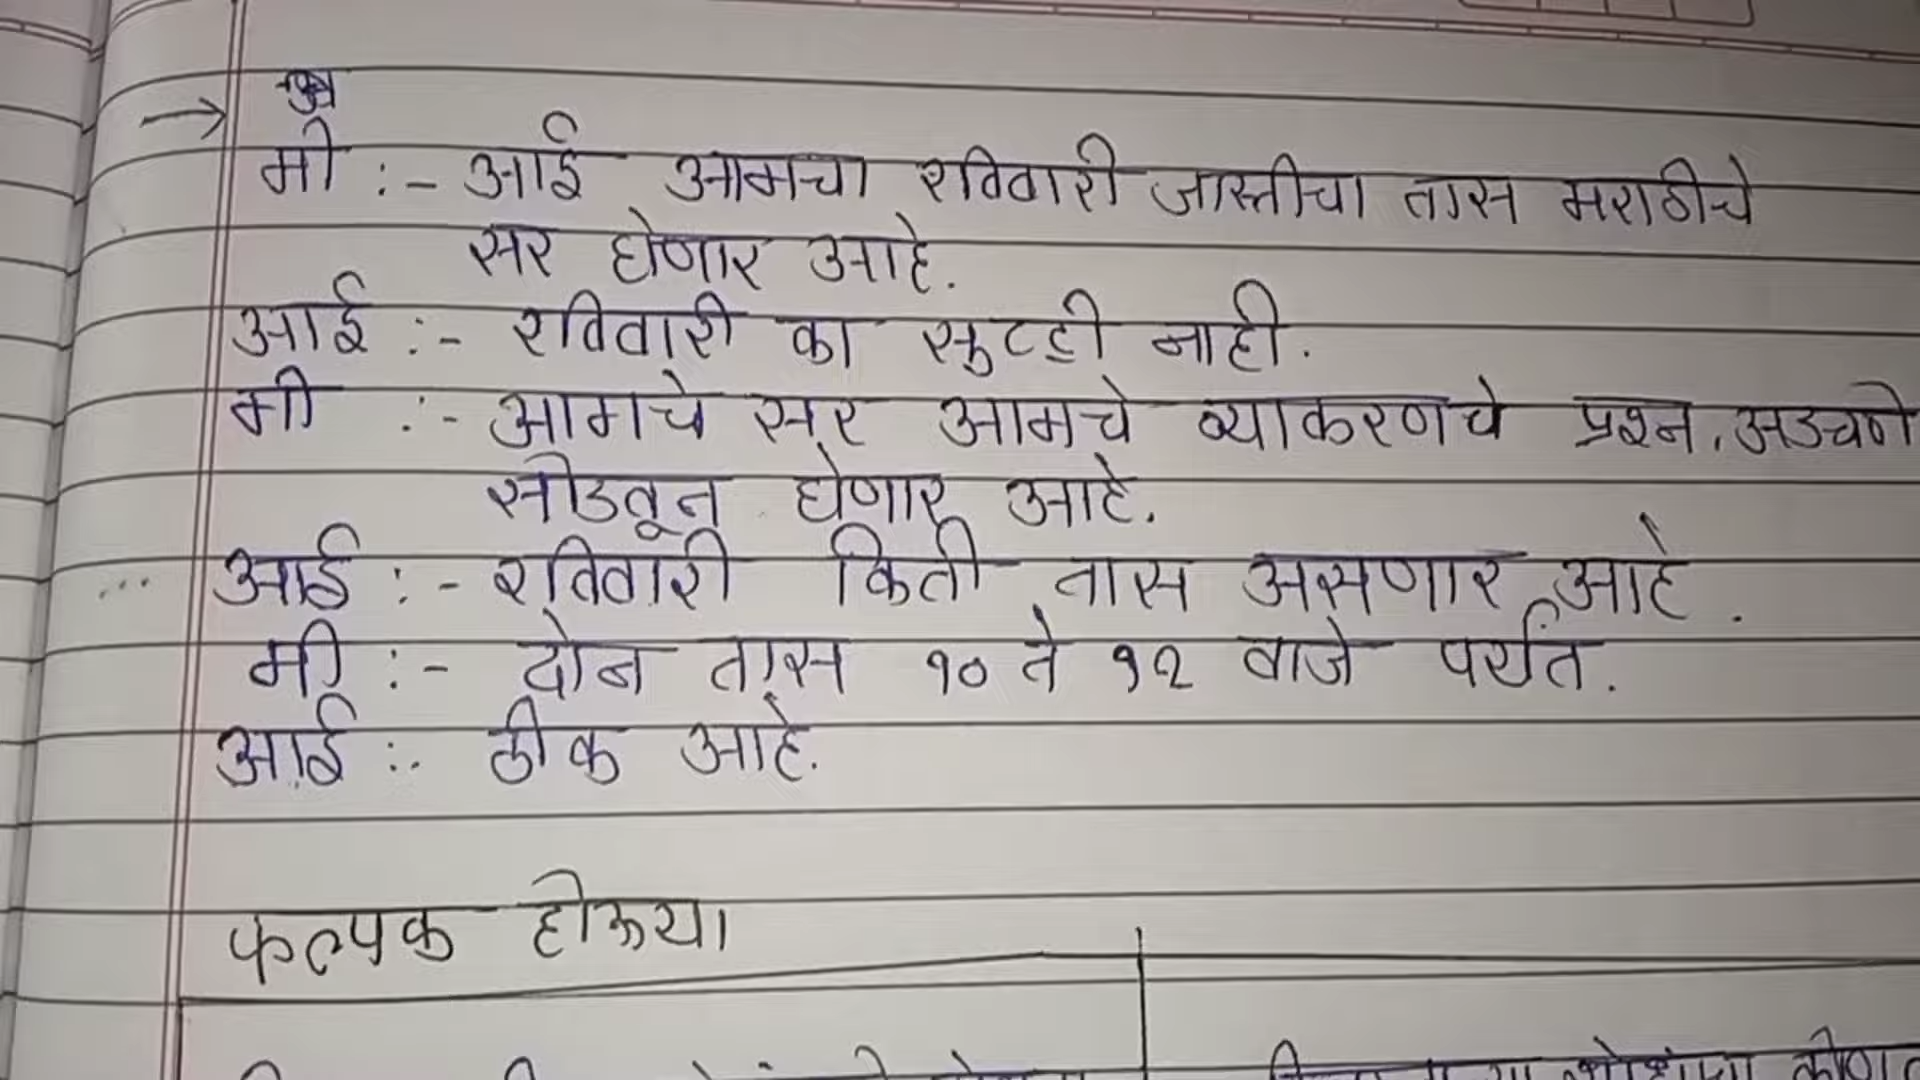 मी :- आई आमचा रविवारी जास्तीचा तास मराठीचे
सर घेणार आहे.
आई :- रविवारी का सुटटी नाही.
मी :- आमचे सर आमचे व्याकरणचे प्रश्न. अडचणी
सोडवून घेणार आहे.
आई :- रविवारी किती तास असणार आहे.
मी :- दोन तास १० ते १२ वाजे पर्यंत.
आई :- ठीक आहे.
कल्पक होऊया